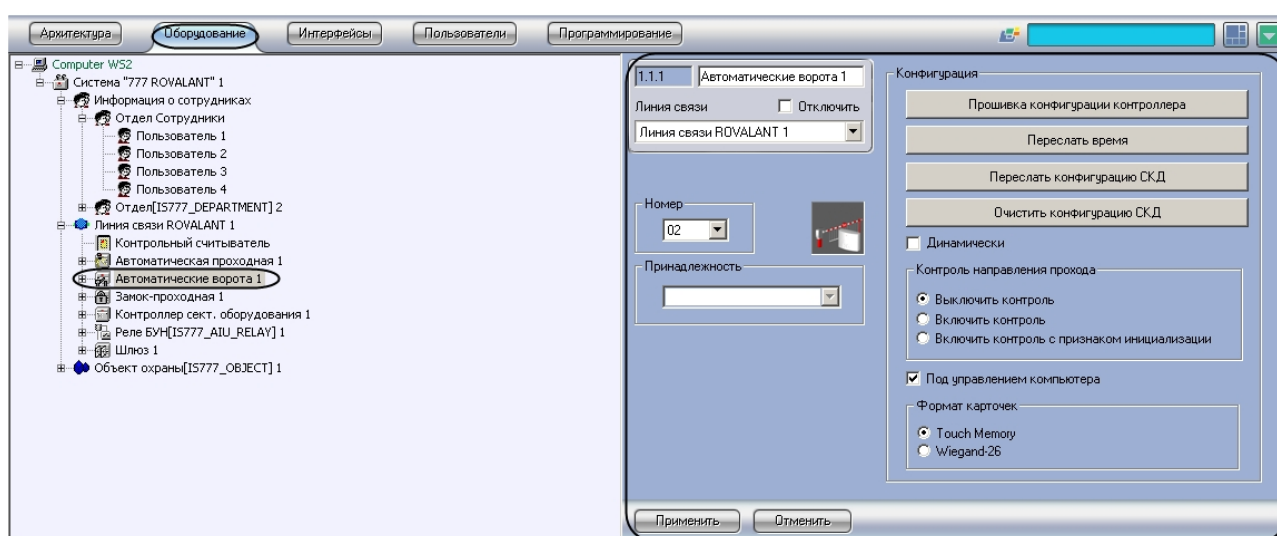 Архитектура
Оборудование
Интерфейсы
Пользователи
Программирование
Computer WS2
Система "777 ROVALANT" 1
Информация о сотрудниках
Отдел Сотрудники
Пользователь 1
Пользователь 2
Пользователь 3
Пользователь 4
Отдел[IS777_DEPARTMENT] 2
Линия связи ROVALANT 1
Контрольный считыватель
Автоматическая проходная 1
Автоматические ворота 1
Замок-проходная 1
Контроллер сект. оборудования 1
Реле БУН[IS777_AIU_RELAY] 1
Шлюз 1
Объект охраны[IS777_OBJECT] 1
1.1.1
Автоматические ворота 1
Линия связи
Отключить
Линия связи ROVALANT 1
Номер
02
Принадлежность
Конфигурация
Прошивка конфигурации контроллера
Переслать время
Переслать конфигурацию СКД
Очистить конфигурацию СКД
Динамически
Контроль направления прохода
Выключить контроль
Включить контроль
Включить контроль с признаком инициализации
Под управлением компьютера
Формат карточек
Touch Memory
Wiegand-26
Применить
Отменить